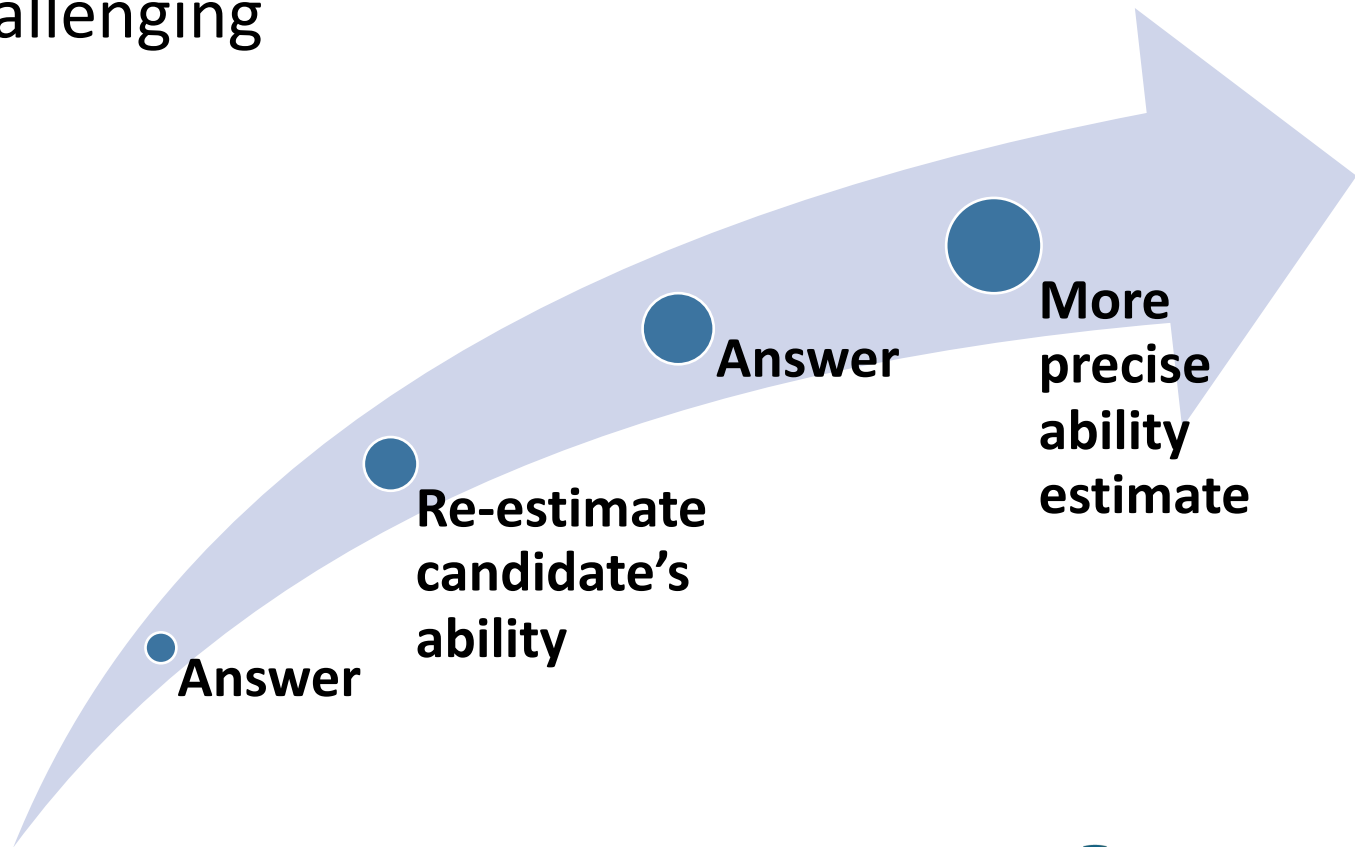 allenging
Answer
Re-estimate
candidate’s
ability
Answer
More
precise
ability
estimate